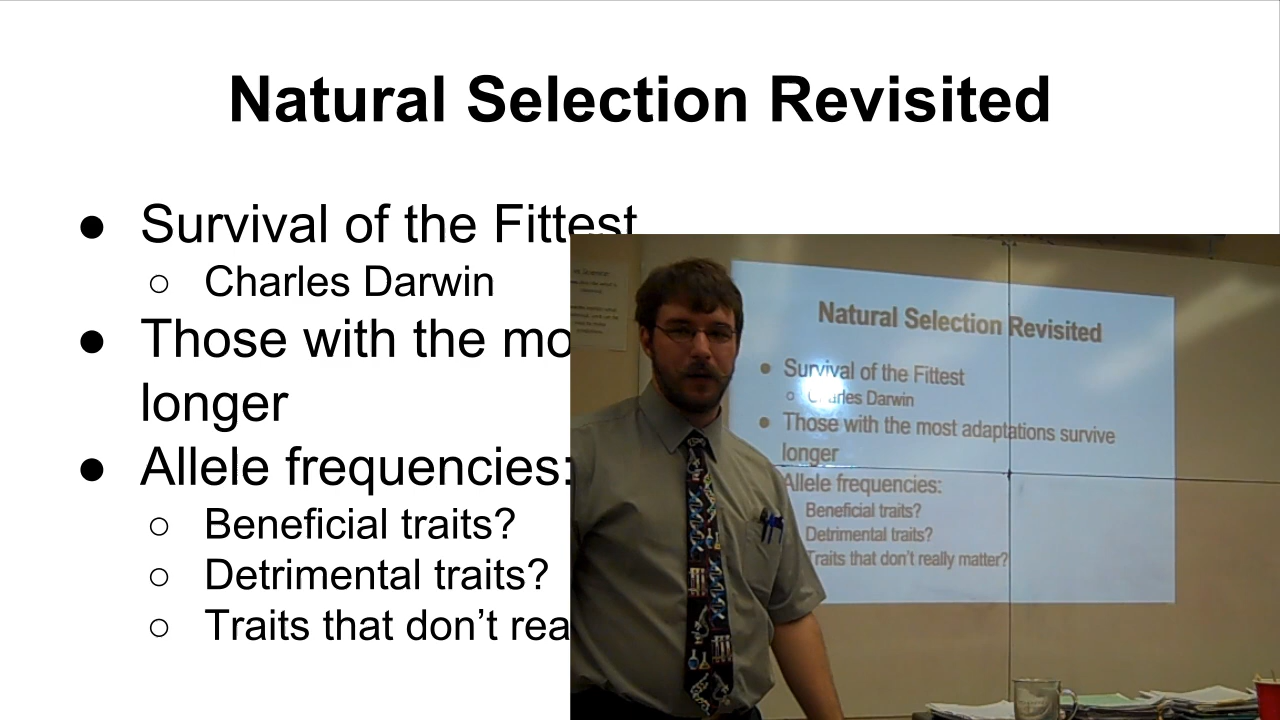 Natural Selection Revisited
● Survival of the Fittest
○ Charles Darwin
● Those with the mo
longer
● Allele frequencies:
○ Beneficial traits?
○ Detrimental traits?
○ Traits that don’t rea
Natural Selection Revisited
● Survival of the Fittest
○ Charles Darwin
● Those with the most adaptations survive
longer
Allele frequencies:
Beneficial traits?
Detrimental traits?
Traits that don't really matter?